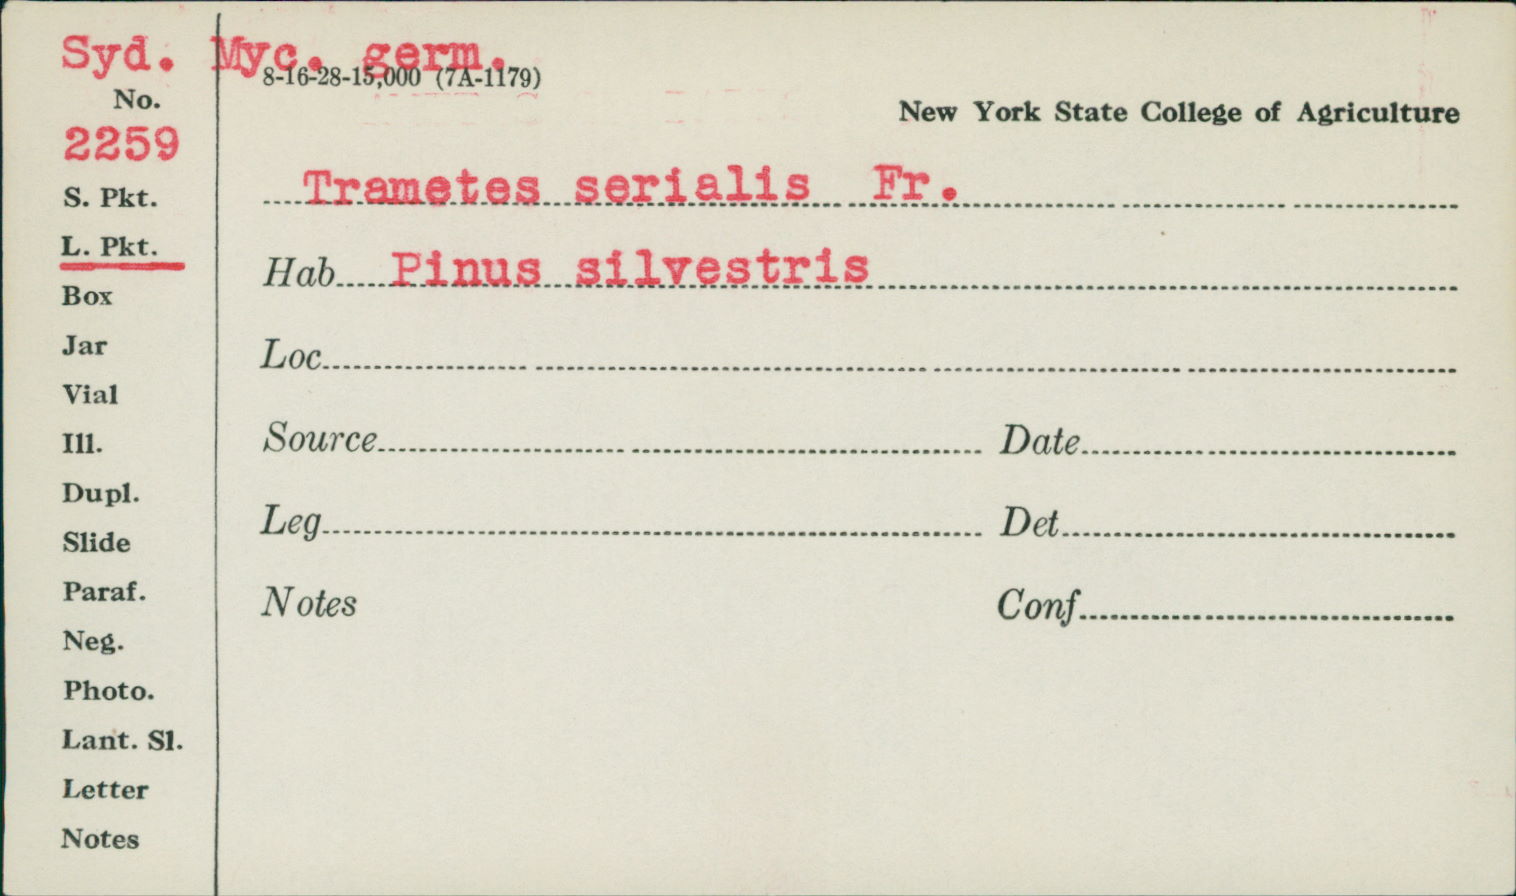 Syd. Myc. germ.
8-16-28-15,000 (7A-1179)
No.
New York State College of Agriculture
2259
Trametes serialis Fr.
S. Pkt.
L. Pkt.
Hab Pinus silvestris
Box
Jar
Loc
Vial
Ill.
Source Date
Dupl.
Slide
Leg Det
Paraf.
Notes Conf
Neg.
Photo.
Lant. Sl.
Letter
Notes